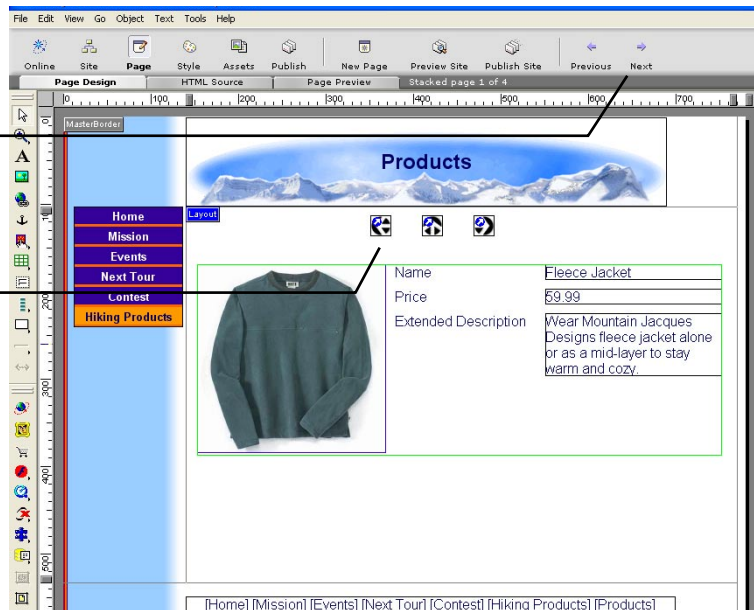 File Edit View Go Object Text Tools Help
Online Site Page Style Assets Publish New Page Preview Site Publish Site Previous Next
Page Design HTML Source Page Preview Stacked page 1 of 4
0 100 200 300 400 500 600 700
MasterBorder
Products
Layout
Home
Mission
Events
Next Tour
Contest
Hiking Products
Name Fleece Jacket
Price 59.99
Extended Description Wear Mountain Jacques
Designs fleece jacket alone
or as a mid-layer to stay
warm and cozy.
0
100
200
300
400
500
[Home] [Mission] [Events] [Next Tour] [Contest] [Hiking Products] [Products]